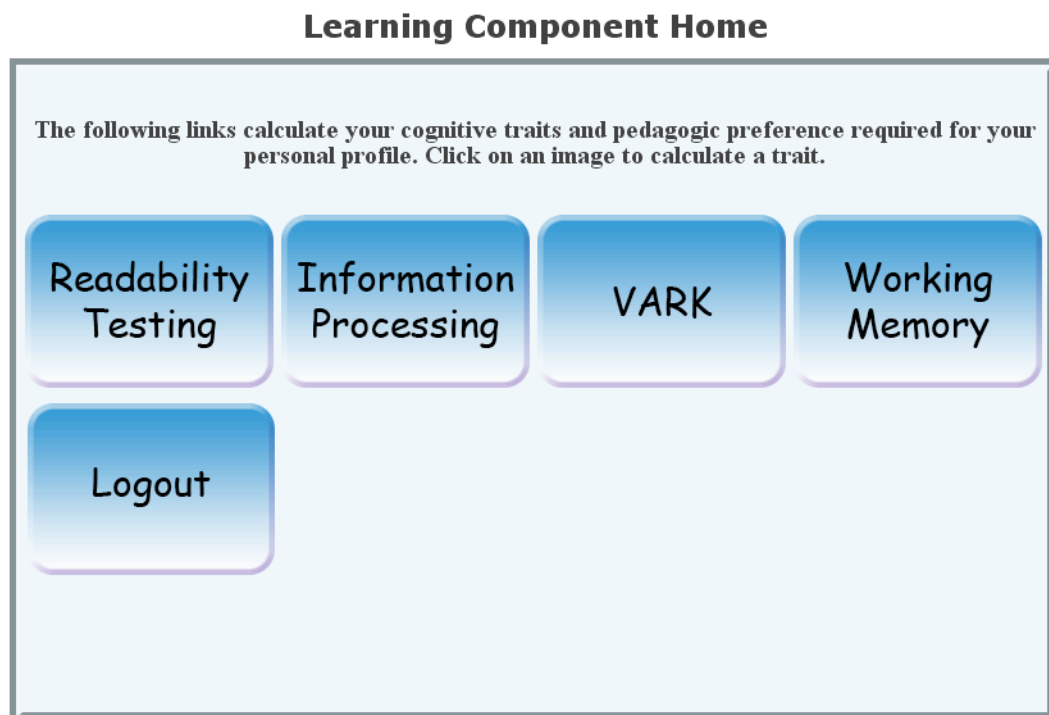 Learning Component Home
The following links calculate your cognitive traits and pedagogic preference required for your
personal profile. Click on an image to calculate a trait.
Readability
Testing
Information
Processing
VARK
Working
Memory
Logout